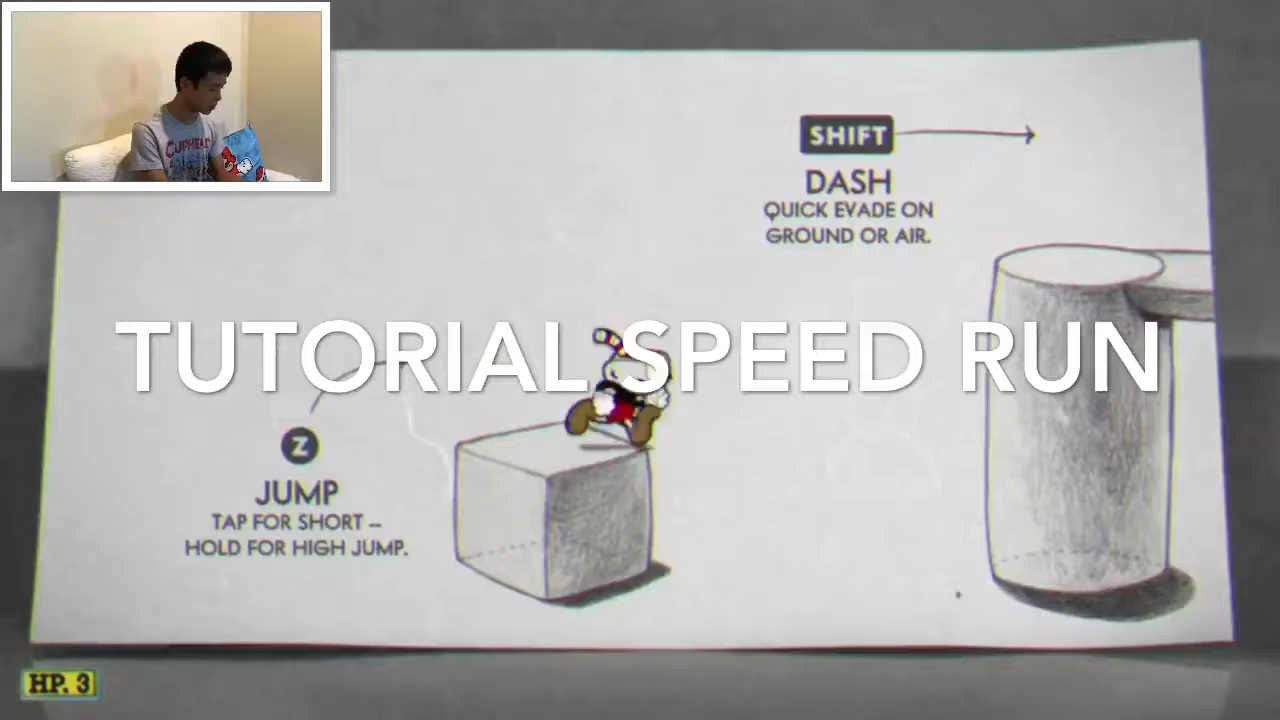 CUPHEAD
SHIFT
DASH
QUICK EVADE ON
GROUND OR AIR.
TUTORIAL SPEED RUN
Z
JUMP
TAP FOR SHORT –
HOLD FOR HIGH JUMP.
HP. 3